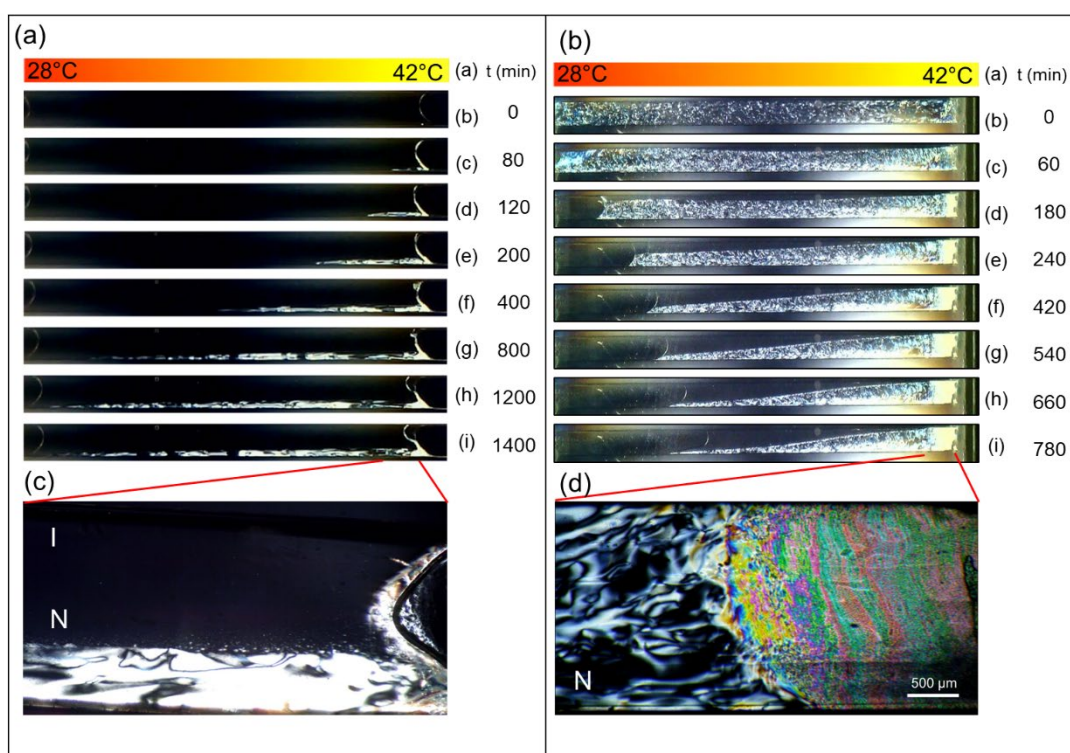 (a)
28°C 42°C (a) t (min)
(b) 0
(c) 80
(d) 120
(e) 200
(f) 400
(g) 800
(h) 1200
(i) 1400
(c)
I
N
(b)
28°C 42°C (a) t (min)
(b) 0
(c) 60
(d) 180
(e) 240
(f) 420
(g) 540
(h) 660
(i) 780
(d)
N
500 µm